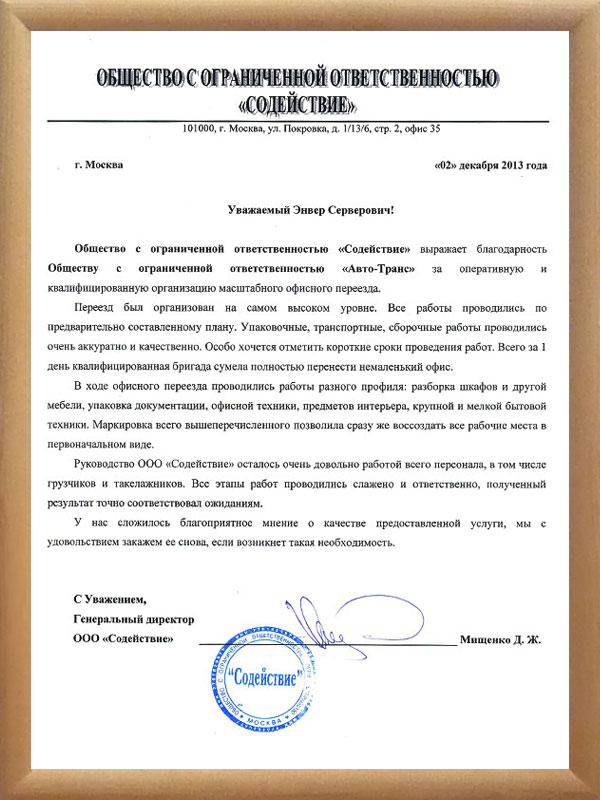 ОБЩЕСТВО С ОГРАНИЧЕННОЙ ОТВЕТСТВЕННОСТЬЮ
«СОДЕЙСТВИЕ»
101000, г. Москва, ул. Покровка, д. 1/13/6, стр. 2, офис 35
г. Москва «02» декабря 2013 года
Уважаемый Энвер Серверович!
Общество с ограниченной ответственностью «Содействие» выражает благодарность
Обществу с ограниченной ответственностью «Авто-Транс» за оперативную и
квалифицированную организацию масштабного офисного переезда.
Переезд был организован на самом высоком уровне. Все работы проводились по
предварительно составленному плану. Упаковочные, транспортные, сборочные работы проводились
очень аккуратно и качественно. Особо хочется отметить короткие сроки проведения работ. Всего за 1
день квалифицированная бригада сумела полностью перенести немаленький офис.
В ходе офисного переезда проводились работы разного профиля: разборка шкафов и другой
мебели, упаковка документации, офисной техники, предметов интерьера, крупной и мелкой бытовой
техники. Маркировка всего вышеперечисленного позволила сразу же воссоздать все рабочие места в
первоначальном виде.
Руководство ООО «Содействие» осталось очень довольно работой всего персонала, в том числе
грузчиков и такелажников. Все этапы работ проводились слажено и ответственно, полученный
результат точно соответствовал ожиданиям.
У нас сложилось благоприятное мнение о качестве предоставленной услуги, мы с
удовольствием закажем ее снова, если возникнет такая необходимость.
С Уважением,
Генеральный директор
ООО «Содействие» Мищенко Д. Ж.
ОБЩЕСТВО С ОГРАНИЧЕННОЙ ОТВЕТСТВЕННОСТЬЮ
"Содействие"
МОСКВА